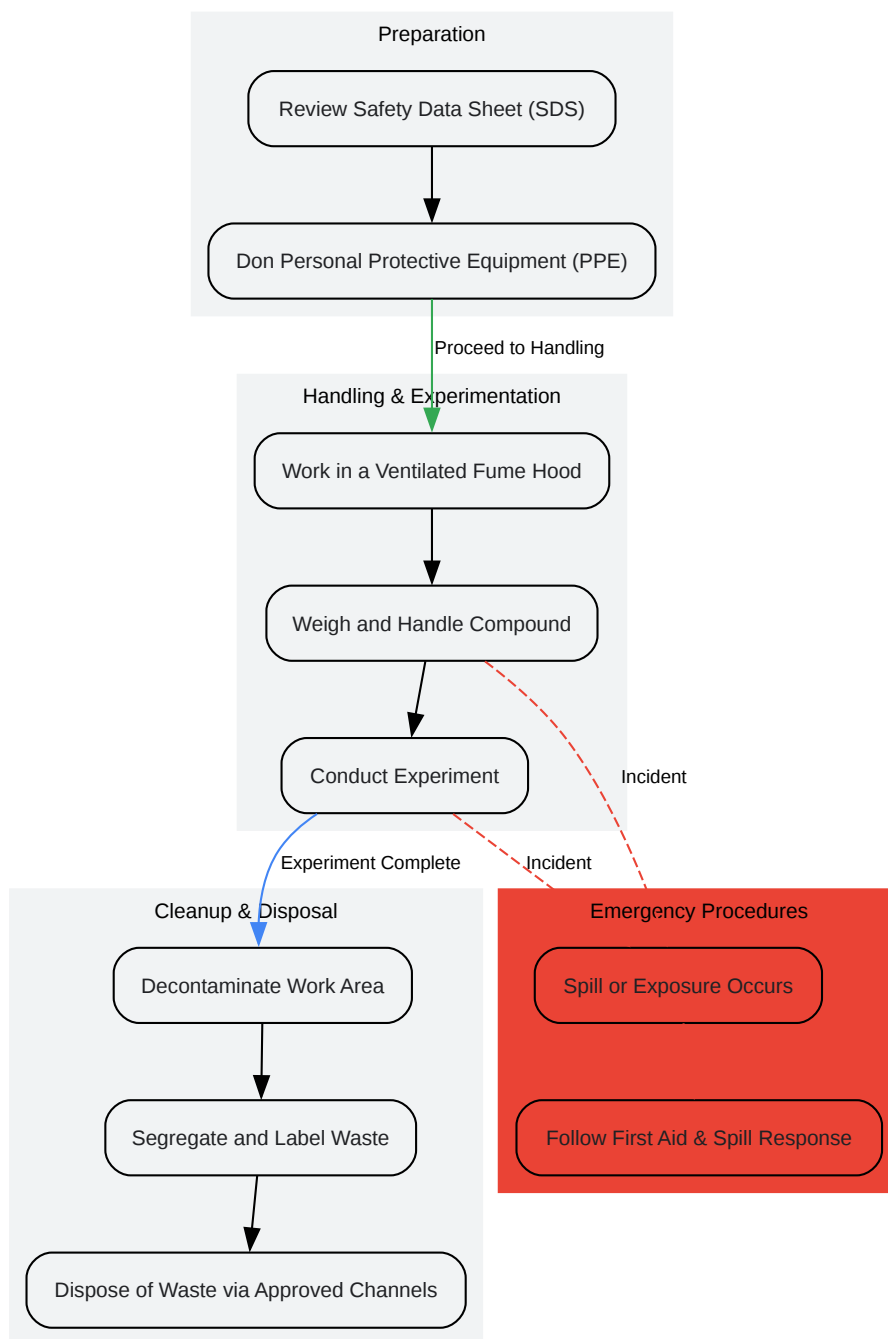 Preparation
Review Safety Data Sheet (SDS)
Don Personal Protective Equipment (PPE)
Proceed to Handling
Handling & Experimentation
Work in a Ventilated Fume Hood
Weigh and Handle Compound
Conduct Experiment
Incident
Experiment Complete
Incident
Cleanup & Disposal
Decontaminate Work Area
Segregate and Label Waste
Dispose of Waste via Approved Channels
Emergency Procedures
Spill or Exposure Occurs
Follow First Aid & Spill Response